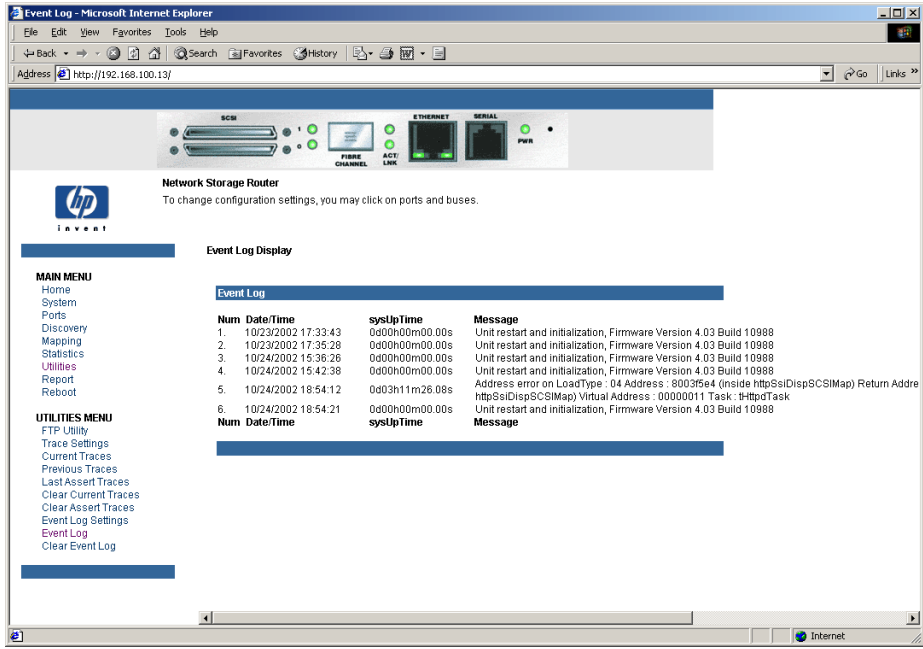 Event Log - Microsoft Internet Explorer
File Edit View Favorites Tools Help
Back Search Favorites History
Address http://192.168.100.13/ Go Links »
SCSI
1
0
FIBRE CHANNEL
ACT/ LNK
ETHERNET
SERIAL
PWR
hp
invent
Network Storage Router
To change configuration settings, you may click on ports and buses.
MAIN MENU
Home
System
Ports
Discovery
Mapping
Statistics
Utilities
Report
Reboot
UTILITIES MENU
FTP Utility
Trace Settings
Current Traces
Previous Traces
Last Assert Traces
Clear Current Traces
Clear Assert Traces
Event Log Settings
Event Log
Clear Event Log
Event Log Display
Event Log
Num Date/Time sysUpTime Message
1. 10/23/2002 17:33:43 0d00h00m00.00s Unit restart and initialization, Firmware Version 4.03 Build 10988
2. 10/23/2002 17:35:28 0d00h00m00.00s Unit restart and initialization, Firmware Version 4.03 Build 10988
3. 10/24/2002 15:36:26 0d00h00m00.00s Unit restart and initialization, Firmware Version 4.03 Build 10988
4. 10/24/2002 15:42:38 0d00h00m00.00s Unit restart and initialization, Firmware Version 4.03 Build 10988
5. 10/24/2002 18:54:12 0d03h11m26.08s Address error on LoadType : 04 Address : 8003f5e4 (inside httpSsiDispSCSIMap) Return Addre
httpSsiDispSCSIMap) Virtual Address : 00000011 Task : tHttpdTask
6. 10/24/2002 18:54:21 0d00h00m00.00s Unit restart and initialization, Firmware Version 4.03 Build 10988
Num Date/Time sysUpTime Message
Internet